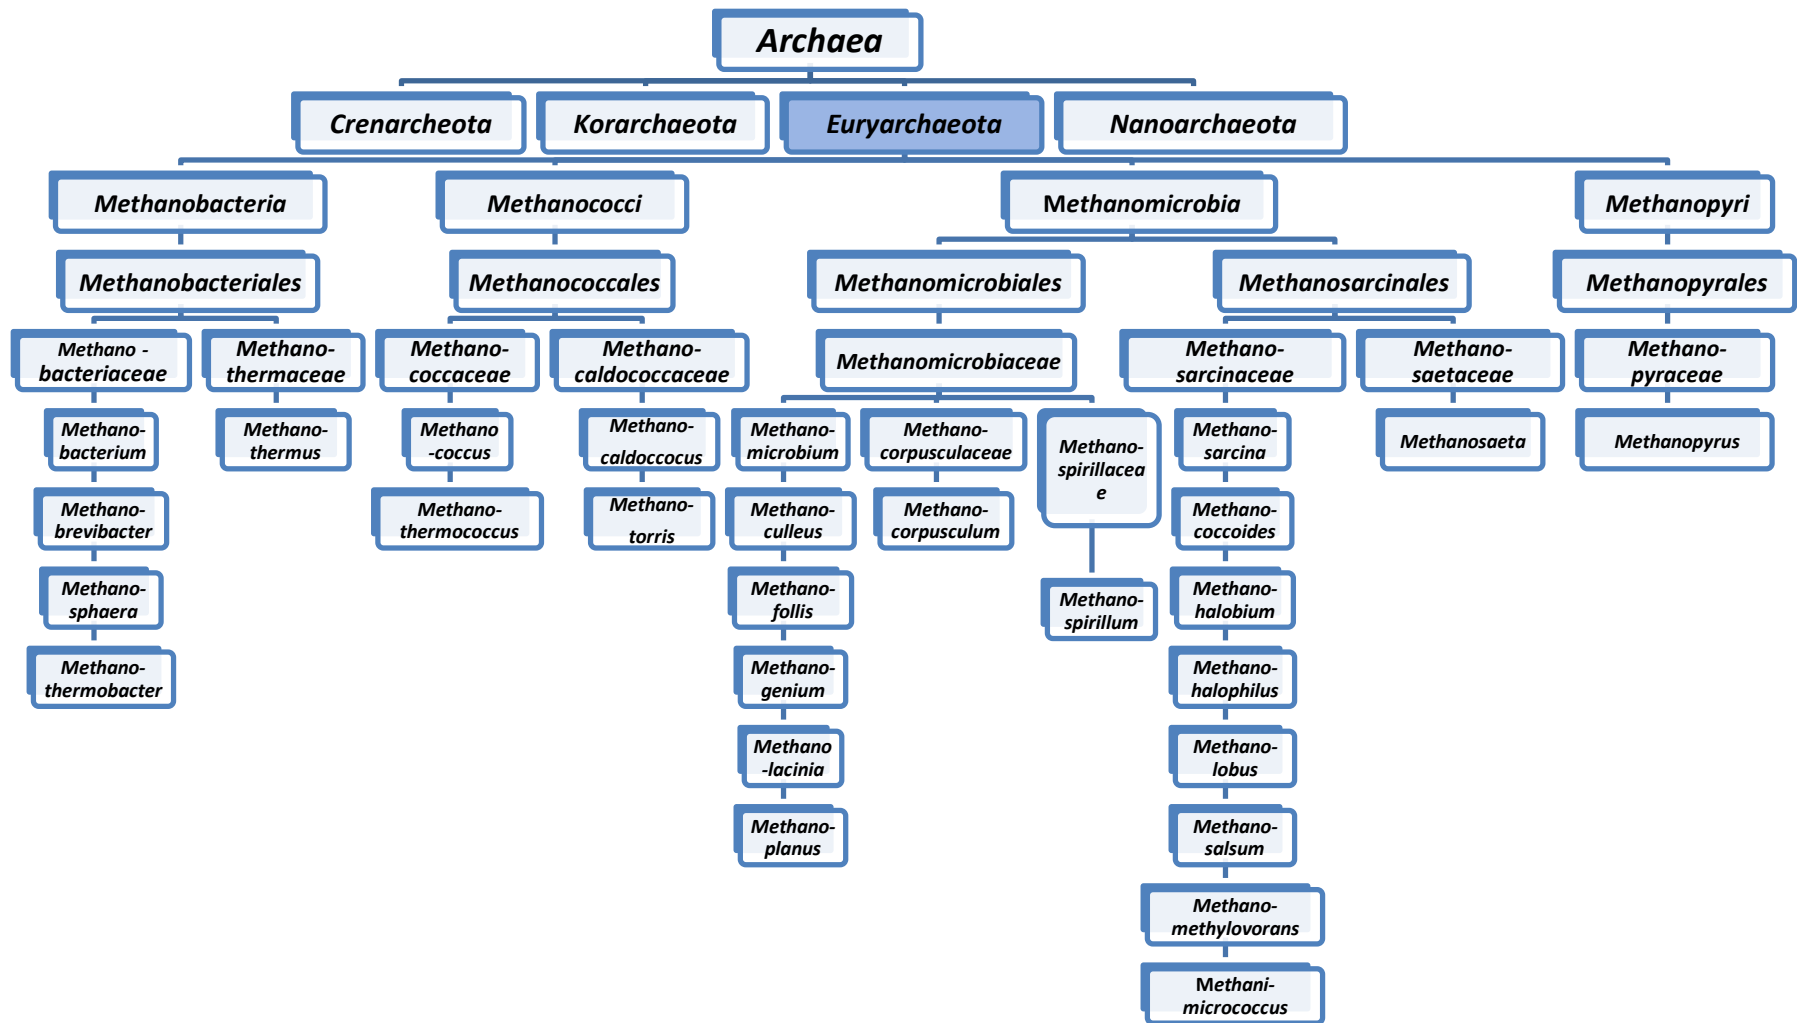 Archaea
Crenarcheota
Korarchaeota
Euryarchaeota
Nanoarchaeota
Methanobacteria
Methanococci
Methanomicrobia
Methanopyri
Methanobacteriales
Methanococcales
Methanomicrobiales
Methanosarcinales
Methanopyrales
Methano -
bacteriaceae
Methano-
thermaceae
Methano-
coccaceae
Methano-
caldococcaceae
Methanomicrobiaceae
Methano-
sarcinaceae
Methano-
saetaceae
Methano-
pyraceae
Methano-
bacterium
Methano-
thermus
Methano
-coccus
Methano-
caldoccocus
Methano-
microbium
Methano-
corpusculaceae
Methano-
spirillacea
e
Methano-
sarcina
Methanosaeta
Methanopyrus
Methano-
brevibacter
Methano-
thermococcus
Methano-
torris
Methano-
culleus
Methano-
corpusculum
Methano-
coccoides
Methano-
sphaera
Methano-
follis
Methano-
spirillum
Methano-
halobium
Methano-
thermobacter
Methano-
genium
Methano-
halophilus
Methano
-lacinia
Methano-
lobus
Methano-
planus
Methano-
salsum
Methano-
methylovorans
Methani-
micrococcus